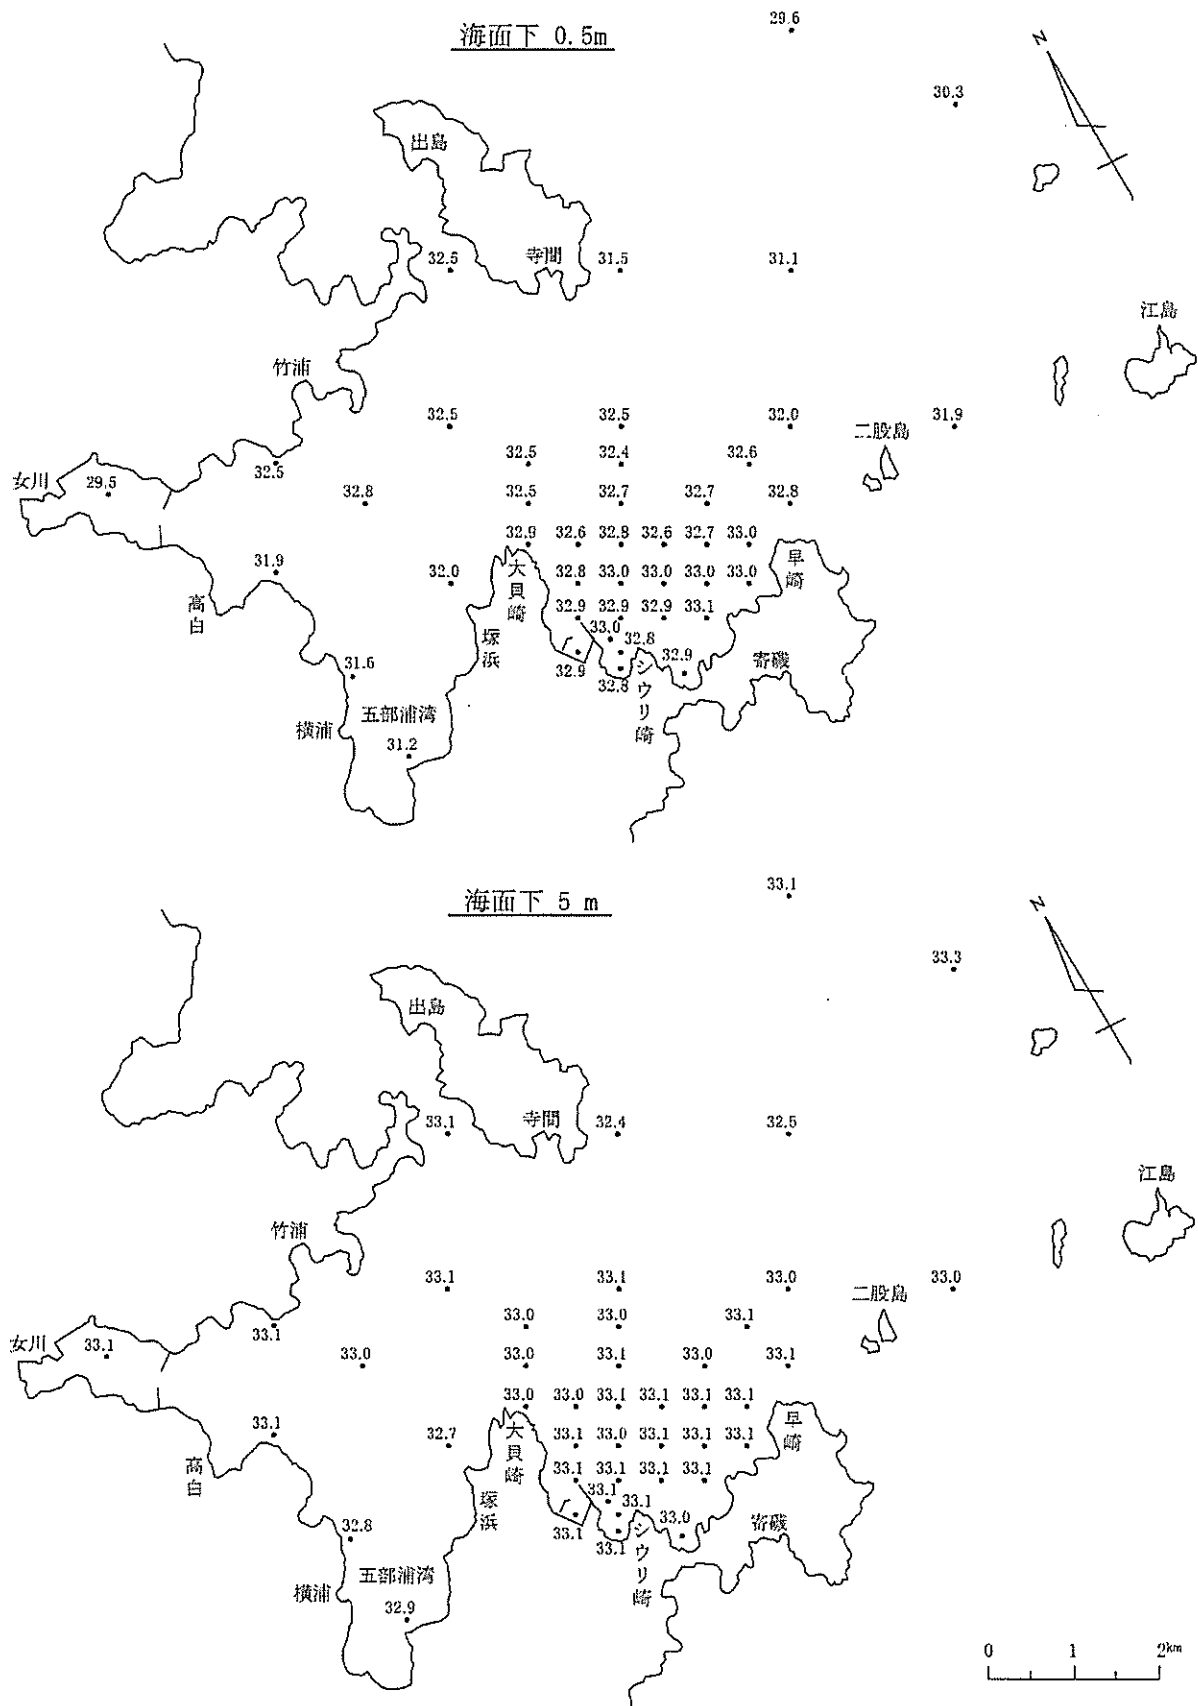 海面下 0.5m
29.6
30.3
N
出島
寺間
32.5
31.5
31.1
江島
竹浦
32.5
32.5
32.0
31.9
二股島
32.5
32.4
32.6
女川
29.5
32.5
32.8
32.5
32.7
32.7
32.8
32.9
32.6
32.8
32.6
32.7
33.0
早崎
大貝崎
31.9
32.0
32.8
33.0
33.0
33.0
33.0
高白
塚浜
32.9
32.9
32.9
33.1
33.0
32.8
32.9
32.9
32.8
シウリ崎
寄磯
31.6
横浦
五部浦湾
31.2
海面下 5 m
33.1
33.3
N
出島
寺間
33.1
32.4
32.5
江島
竹浦
33.1
33.1
33.0
33.0
二股島
33.0
33.0
33.1
女川
33.1
33.1
33.0
33.0
33.1
33.0
33.1
33.0
33.0
33.1
33.1
33.1
33.1
早崎
大貝崎
33.1
32.7
33.1
33.0
33.1
33.1
33.1
高白
塚浜
33.1
33.1
33.1
33.1
33.1
33.1
33.0
33.1
33.1
シウリ崎
寄磯
32.8
横浦
五部浦湾
32.9
0 1 2km